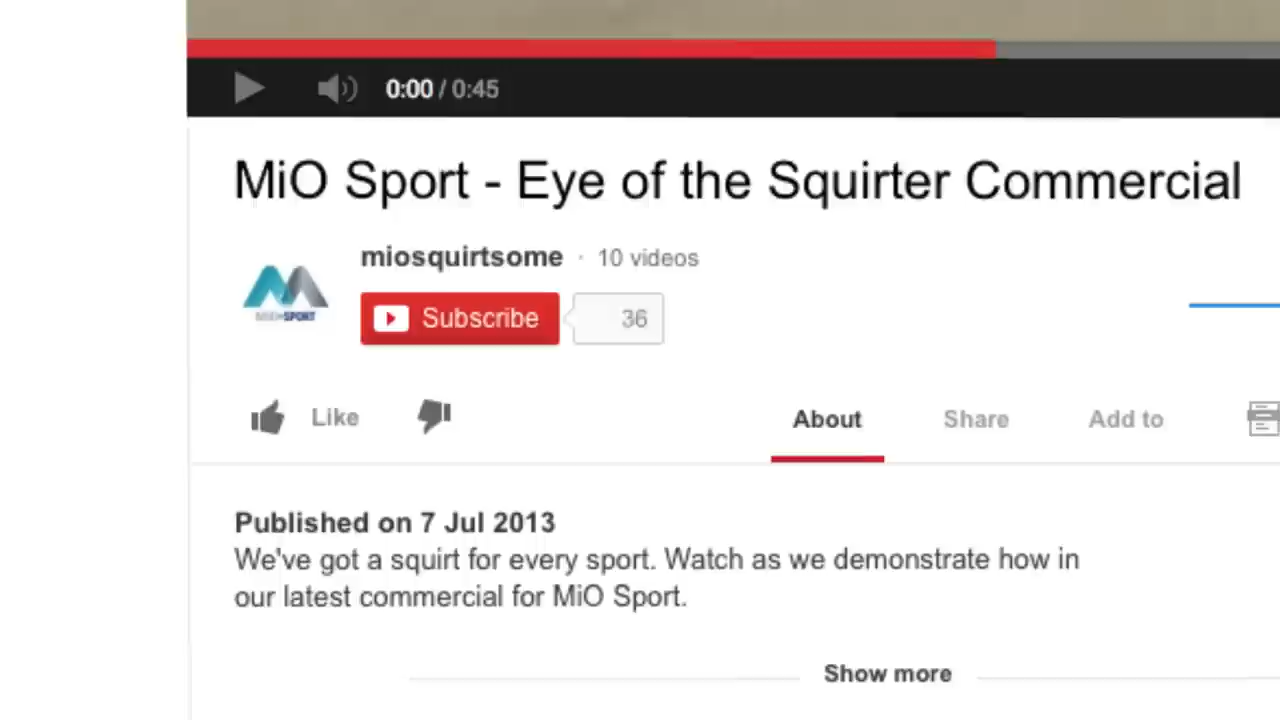 0:00 / 0:45
MiO Sport - Eye of the Squirter Commercial
miosquirtsome · 10 videos
SPORT
Subscribe 36
Like About Share Add to
Published on 7 Jul 2013
We've got a squirt for every sport. Watch as we demonstrate how in
our latest commercial for MiO Sport.
Show more